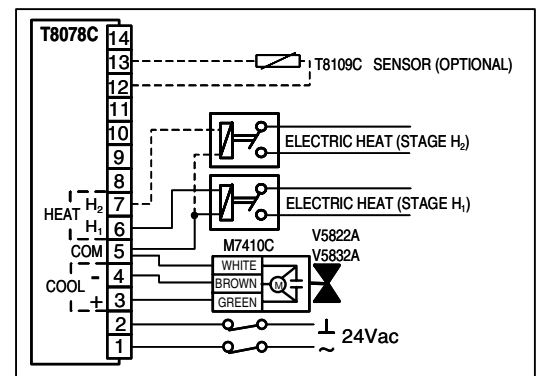 T8078C
14
13
T8109C SENSOR (OPTIONAL)
12
11
10
ELECTRIC HEAT (STAGE H₂)
9
8
HEAT H₂ 7
ELECTRIC HEAT (STAGE H₁)
H₁ 6
COM 5
M7410C
V5822A
V5832A
WHITE
COOL - 4
BROWN
M
+ 3
GREEN
2
⊥
24Vac
1
~